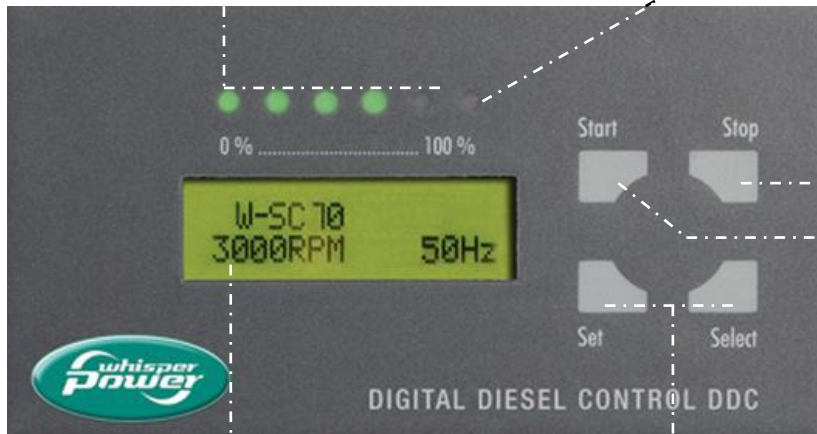 Start Stop
0 % ........................... 100 %
W-SC70
3000RPM 50Hz
Set Select
whisper
power
DIGITAL DIESEL CONTROL DDC